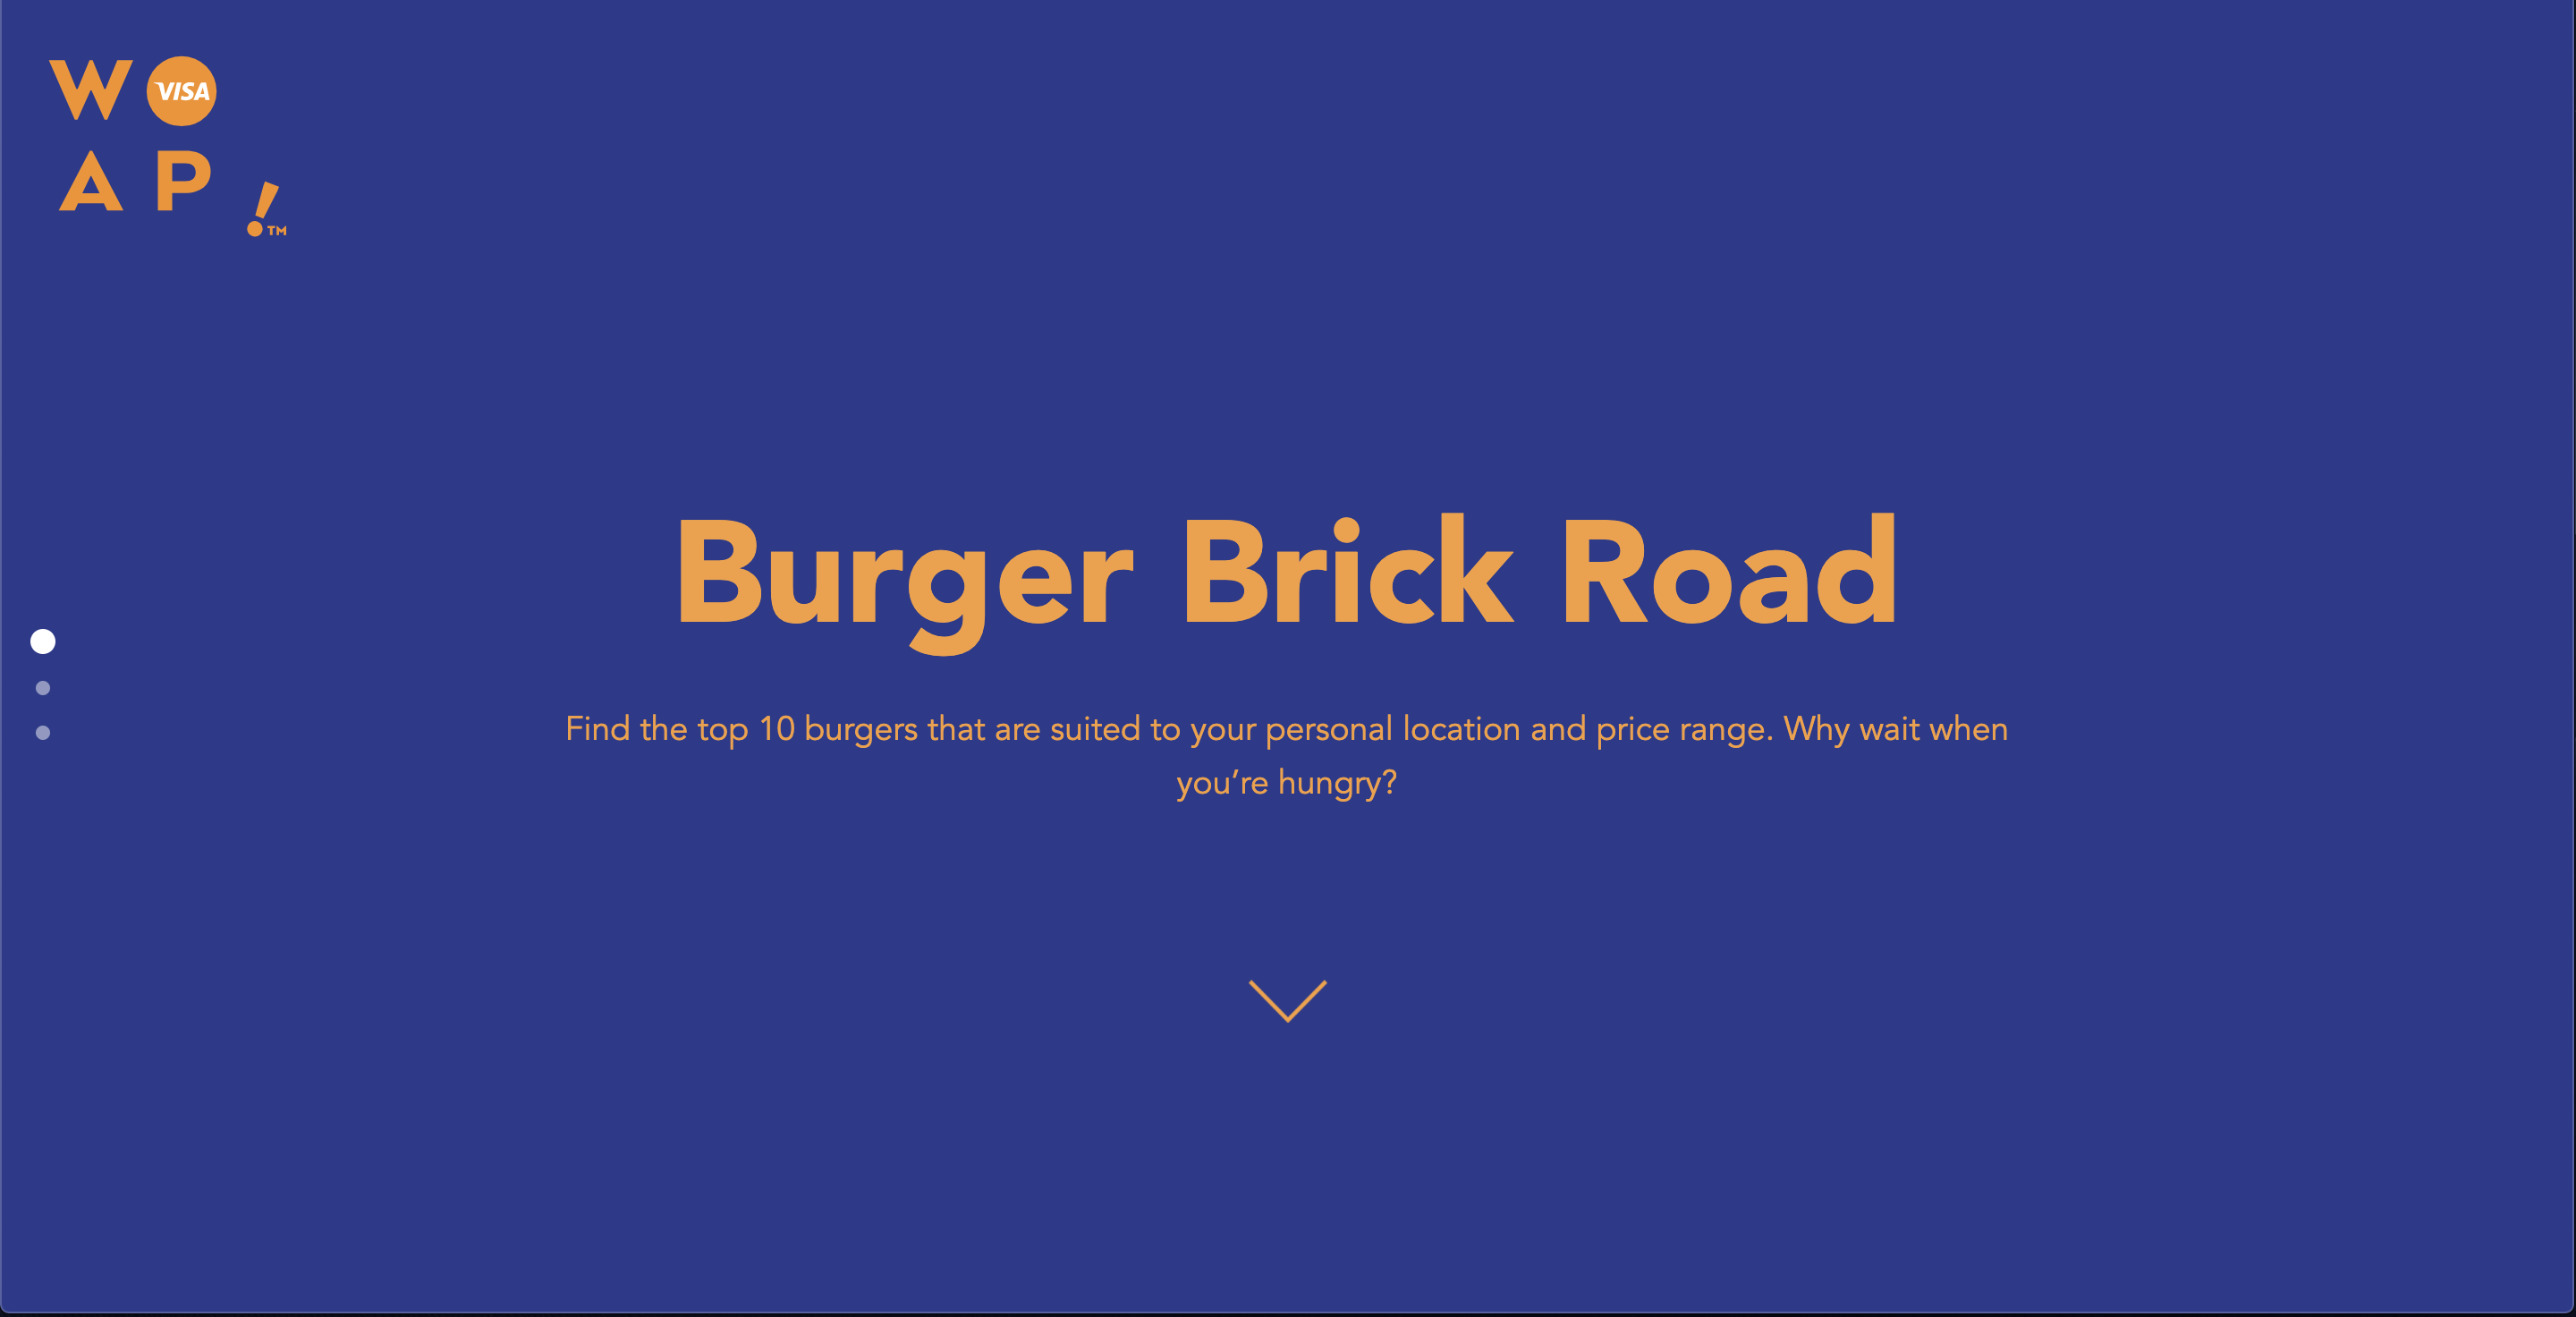 W VISA
A P !™
Burger Brick Road
Find the top 10 burgers that are suited to your personal location and price range. Why wait when
you’re hungry?